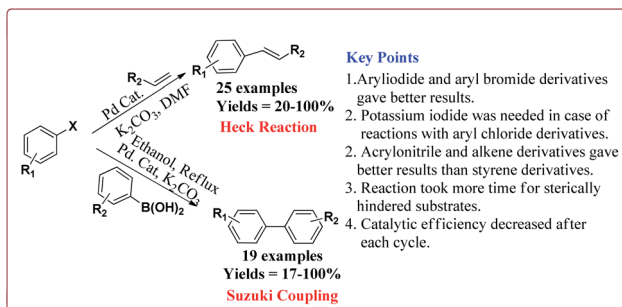 R₂
Pd Cat.
K₂CO₃, DMF
R₁
R₂
25 examples
Yields = 20-100%
Heck Reaction
X
R₁
Ethanol, Reflux
Pd. Cat, K₂CO₃
R₂
B(OH)₂
R₁
R₂
19 examples
Yields = 17-100%
Suzuki Coupling
Key Points
1.Aryliodide and aryl bromide derivatives
gave better results.
2. Potassium iodide was needed in case of
reactions with aryl chloride derivatives.
2. Acrylonitrile and alkene derivatives gave
better results than styrene derivatives.
3. Reaction took more time for sterically
hindered substrates.
4. Catalytic efficiency decreased after
each cycle.